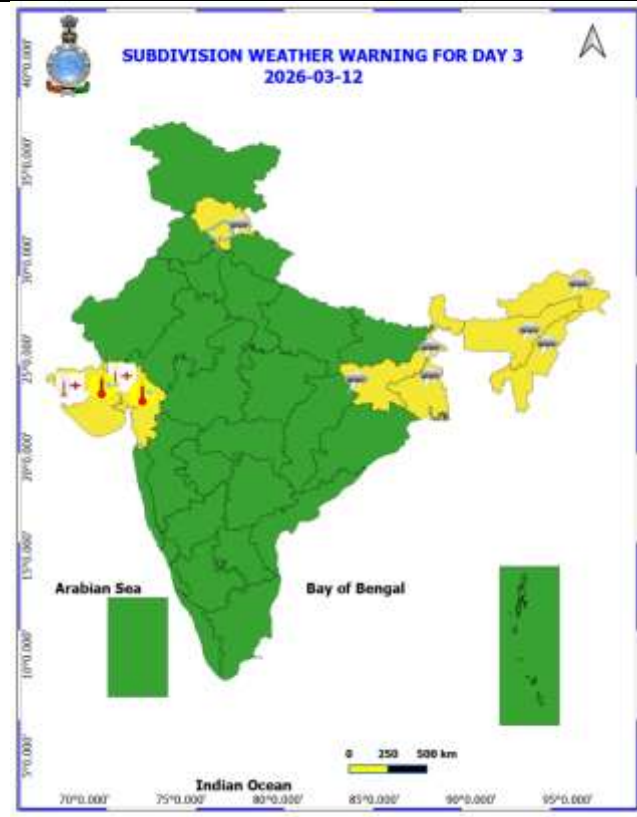 SUBDIVISION WEATHER WARNING FOR DAY 3
2026-03-12
40°0.000'
35°0.000'
30°0.000'
25°0.000'
20°0.000'
15°0.000'
10°0.000'
5°0.000'
Arabian Sea
Bay of Bengal
0 250 500 km
Indian Ocean
70°0.000' 75°0.000' 80°0.000' 85°0.000' 90°0.000' 95°0.000'